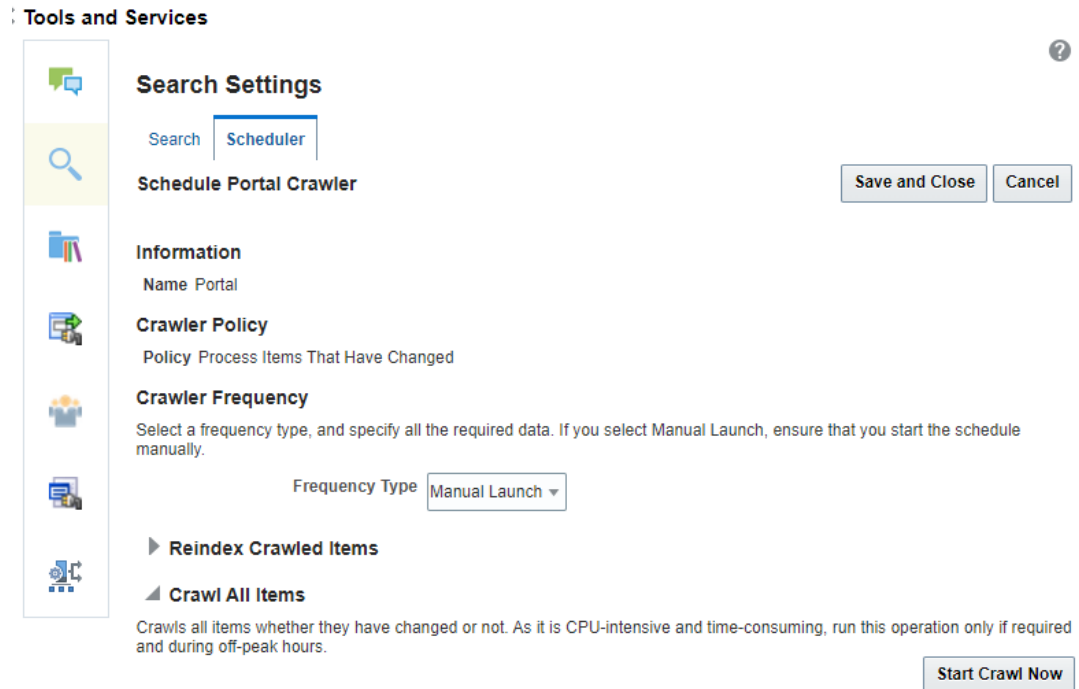 Tools and Services
?
Search Settings
Search Scheduler
Schedule Portal Crawler Save and Close Cancel
Information
Name Portal
Crawler Policy
Policy Process Items That Have Changed
Crawler Frequency
Select a frequency type, and specify all the required data. If you select Manual Launch, ensure that you start the schedule
manually.
Frequency Type Manual Launch
Reindex Crawled Items
Crawl All Items
Crawls all items whether they have changed or not. As it is CPU-intensive and time-consuming, run this operation only if required
and during off-peak hours.
Start Crawl Now